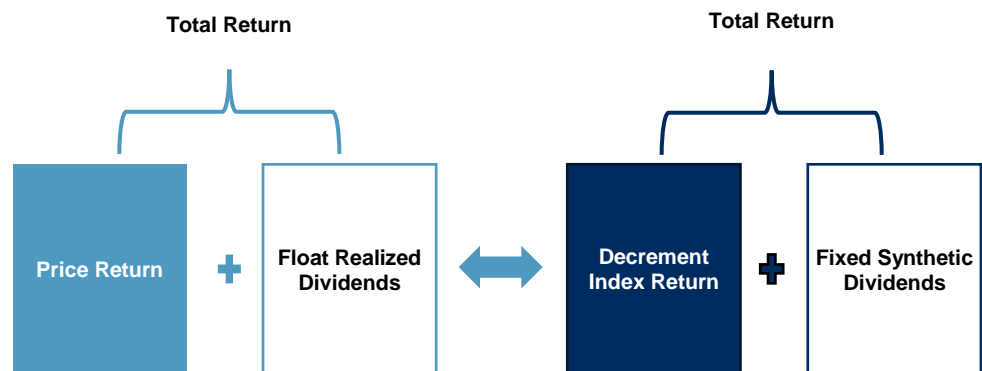 Total Return
Total Return
Price Return
Float Realized
Dividends
Decrement
Index Return
Fixed Synthetic
Dividends